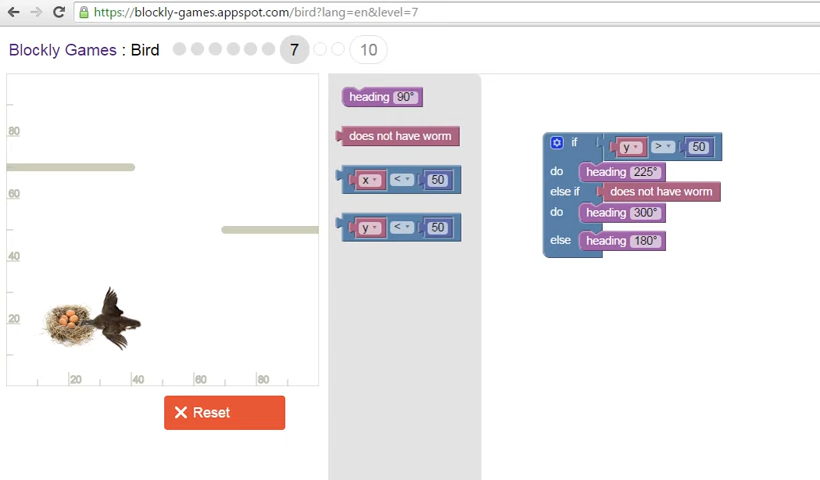 https://blockly-games.appspot.com/bird?lang=en&level=7
Blockly Games : Bird 7 10
heading 90°
does not have worm
x < 50
y < 50
if y > 50
do heading 225°
else if does not have worm
do heading 300°
else heading 180°
80
60
40
20
20 40 60 80
Reset